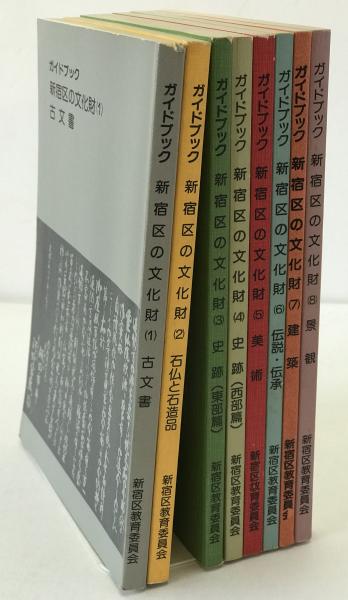 ガイドブック
新宿区の文化財(1)
古文書
ガイドブック 新宿区の文化財(1) 古文書 新宿区教育委員会
ガイドブック 新宿区の文化財(2) 石仏と石造品 新宿区教育委員会
ガイドブック 新宿区の文化財(3) 史跡(東部篇) 新宿区教育委員会
ガイドブック 新宿区の文化財(4) 史跡(西部篇) 新宿区教育委員会
ガイドブック 新宿区の文化財(5) 美術 新宿区教育委員会
ガイドブック 新宿区の文化財(6) 伝説・伝承 新宿区教育委員会
ガイドブック 新宿区の文化財(7) 建築 新宿区教育委員会
ガイドブック 新宿区の文化財(8) 景観 新宿区教育委員会